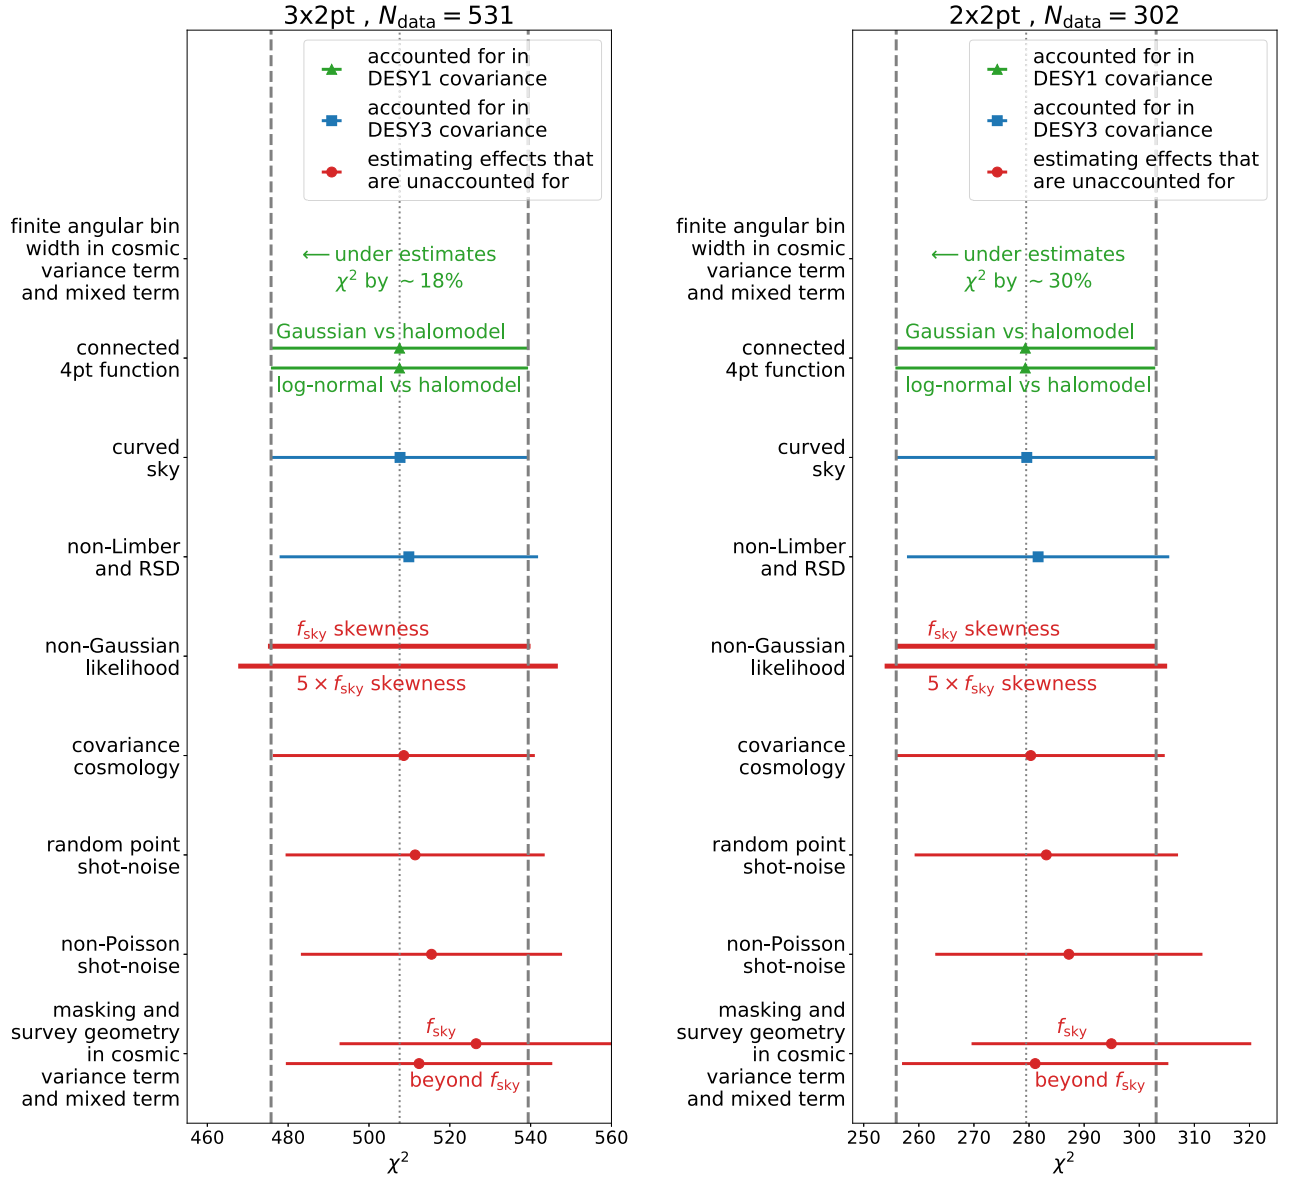 3x2pt , N_data = 531
accounted for in
DESY1 covariance
accounted for in
DESY3 covariance
estimating effects that
are unaccounted for
finite angular bin
width in cosmic
variance term
and mixed term
⟵ under estimates
χ² by ~ 18%
connected
4pt function
Gaussian vs halomodel
log-normal vs halomodel
curved
sky
non-Limber
and RSD
non-Gaussian
likelihood
f_sky skewness
5 × f_sky skewness
covariance
cosmology
random point
shot-noise
non-Poisson
shot-noise
masking and
survey geometry
in cosmic
variance term
and mixed term
f_sky
beyond f_sky
460 480 500 520 540 560
χ²
2x2pt , N_data = 302
accounted for in
DESY1 covariance
accounted for in
DESY3 covariance
estimating effects that
are unaccounted for
finite angular bin
width in cosmic
variance term
and mixed term
⟵ under estimates
χ² by ~ 30%
connected
4pt function
Gaussian vs halomodel
log-normal vs halomodel
curved
sky
non-Limber
and RSD
non-Gaussian
likelihood
f_sky skewness
5 × f_sky skewness
covariance
cosmology
random point
shot-noise
non-Poisson
shot-noise
masking and
survey geometry
in cosmic
variance term
and mixed term
f_sky
beyond f_sky
250 260 270 280 290 300 310 320
χ²